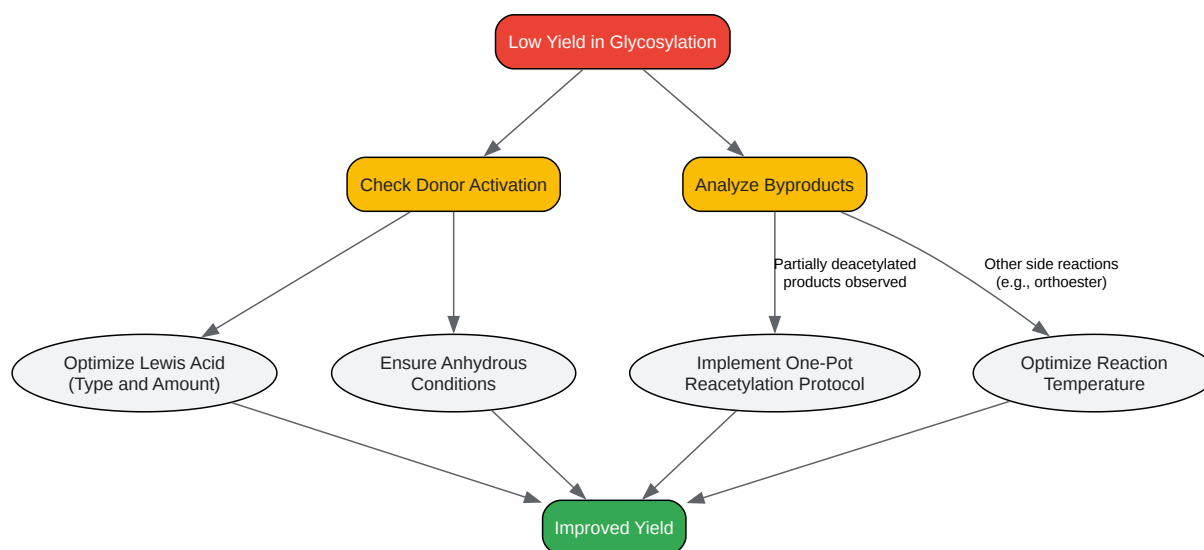 Low Yield in Glycosylation
Check Donor Activation
Analyze Byproducts
Partially deacetylated
products observed
Other side reactions
(e.g., orthoester)
Optimize Lewis Acid
(Type and Amount)
Ensure Anhydrous
Conditions
Implement One-Pot
Reacetylation Protocol
Optimize Reaction
Temperature
Improved Yield